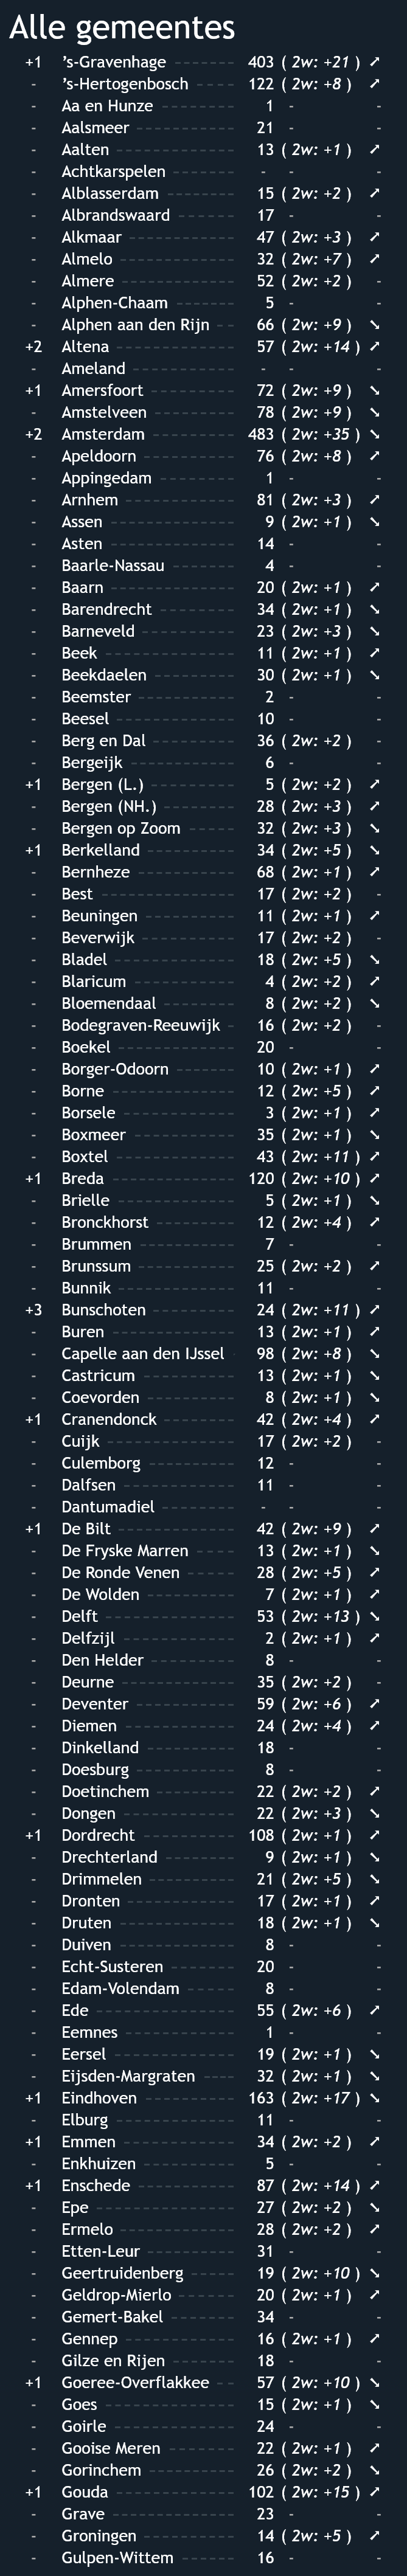 Alle gemeentes
+1 's-Gravenhage 403 ( 2w: +21 ) ➚
- 's-Hertogenbosch 122 ( 2w: +8 ) ➚
- Aa en Hunze 1 - -
- Aalsmeer 21 - -
- Aalten 13 ( 2w: +1 ) ➚
- Achtkarspelen - - -
- Alblasserdam 15 ( 2w: +2 ) ➚
- Albrandswaard 17 - -
- Alkmaar 47 ( 2w: +3 ) ➚
- Almelo 32 ( 2w: +7 ) ➚
- Almere 52 ( 2w: +2 ) -
- Alphen-Chaam 5 - -
- Alphen aan den Rijn 66 ( 2w: +9 ) ➘
+2 Altena 57 ( 2w: +14 ) ➚
- Ameland - - -
+1 Amersfoort 72 ( 2w: +9 ) ➘
- Amstelveen 78 ( 2w: +9 ) ➘
+2 Amsterdam 483 ( 2w: +35 ) ➘
- Apeldoorn 76 ( 2w: +8 ) ➚
- Appingedam 1 - -
- Arnhem 81 ( 2w: +3 ) ➚
- Assen 9 ( 2w: +1 ) ➘
- Asten 14 - -
- Baarle-Nassau 4 - -
- Baarn 20 ( 2w: +1 ) ➚
- Barendrecht 34 ( 2w: +1 ) ➘
- Barneveld 23 ( 2w: +3 ) ➘
- Beek 11 ( 2w: +1 ) ➚
- Beekdaelen 30 ( 2w: +1 ) ➘
- Beemster 2 - -
- Beesel 10 - -
- Berg en Dal 36 ( 2w: +2 ) -
- Bergeijk 6 - -
+1 Bergen (L.) 5 ( 2w: +2 ) ➚
- Bergen (NH.) 28 ( 2w: +3 ) ➚
- Bergen op Zoom 32 ( 2w: +3 ) ➘
+1 Berkelland 34 ( 2w: +5 ) ➘
- Bernheze 68 ( 2w: +1 ) ➚
- Best 17 ( 2w: +2 ) -
- Beuningen 11 ( 2w: +1 ) ➚
- Beverwijk 17 ( 2w: +2 ) -
- Bladel 18 ( 2w: +5 ) ➘
- Blaricum 4 ( 2w: +2 ) ➚
- Bloemendaal 8 ( 2w: +2 ) ➘
- Bodegraven-Reeuwijk 16 ( 2w: +2 ) -
- Boekel 20 - -
- Borger-Odoorn 10 ( 2w: +1 ) ➚
- Borne 12 ( 2w: +5 ) ➚
- Borsele 3 ( 2w: +1 ) ➚
- Boxmeer 35 ( 2w: +1 ) ➘
- Boxtel 43 ( 2w: +11 ) ➚
+1 Breda 120 ( 2w: +10 ) ➚
- Brielle 5 ( 2w: +1 ) ➘
- Bronckhorst 12 ( 2w: +4 ) ➚
- Brummen 7 - -
- Brunssum 25 ( 2w: +2 ) ➚
- Bunnik 11 - -
+3 Bunschoten 24 ( 2w: +11 ) ➚
- Buren 13 ( 2w: +1 ) ➚
- Capelle aan den IJssel 98 ( 2w: +8 ) ➘
- Castricum 13 ( 2w: +1 ) ➘
- Coevorden 8 ( 2w: +1 ) ➘
+1 Cranendonck 42 ( 2w: +4 ) ➚
- Cuijk 17 ( 2w: +2 ) -
- Culemborg 12 - -
- Dalfsen 11 - -
- Dantumadiel - - -
+1 De Bilt 42 ( 2w: +9 ) ➚
- De Fryske Marren 13 ( 2w: +1 ) ➘
- De Ronde Venen 28 ( 2w: +5 ) ➚
- De Wolden 7 ( 2w: +1 ) ➚
- Delft 53 ( 2w: +13 ) ➘
- Delfzijl 2 ( 2w: +1 ) ➚
- Den Helder 8 - -
- Deurne 35 ( 2w: +2 ) -
- Deventer 59 ( 2w: +6 ) ➚
- Diemen 24 ( 2w: +4 ) ➚
- Dinkelland 18 - -
- Doesburg 8 - -
- Doetinchem 22 ( 2w: +2 ) ➚
- Dongen 22 ( 2w: +3 ) ➘
+1 Dordrecht 108 ( 2w: +1 ) ➚
- Drechterland 9 ( 2w: +1 ) ➘
- Drimmelen 21 ( 2w: +5 ) ➘
- Dronten 17 ( 2w: +1 ) ➚
- Druten 18 ( 2w: +1 ) ➘
- Duiven 8 - -
- Echt-Susteren 20 - -
- Edam-Volendam 8 - -
- Ede 55 ( 2w: +6 ) ➚
- Eemnes 1 - -
- Eersel 19 ( 2w: +1 ) ➘
- Eijsden-Margraten 32 ( 2w: +1 ) ➘
+1 Eindhoven 163 ( 2w: +17 ) ➘
- Elburg 11 - -
+1 Emmen 34 ( 2w: +2 ) ➚
- Enkhuizen 5 - -
+1 Enschede 87 ( 2w: +14 ) ➚
- Epe 27 ( 2w: +2 ) ➘
- Ermelo 28 ( 2w: +2 ) ➚
- Etten-Leur 31 - -
- Geertruidenberg 19 ( 2w: +10 ) ➘
- Geldrop-Mierlo 20 ( 2w: +1 ) ➚
- Gemert-Bakel 34 - -
- Gennep 16 ( 2w: +1 ) ➚
- Gilze en Rijen 18 - -
+1 Goeree-Overflakkee 57 ( 2w: +10 ) ➘
- Goes 15 ( 2w: +1 ) ➘
- Goirle 24 - -
- Gooise Meren 22 ( 2w: +1 ) ➚
- Gorinchem 26 ( 2w: +2 ) ➘
+1 Gouda 102 ( 2w: +15 ) ➚
- Grave 23 - -
- Groningen 14 ( 2w: +5 ) ➚
- Gulpen-Wittem 16 - -